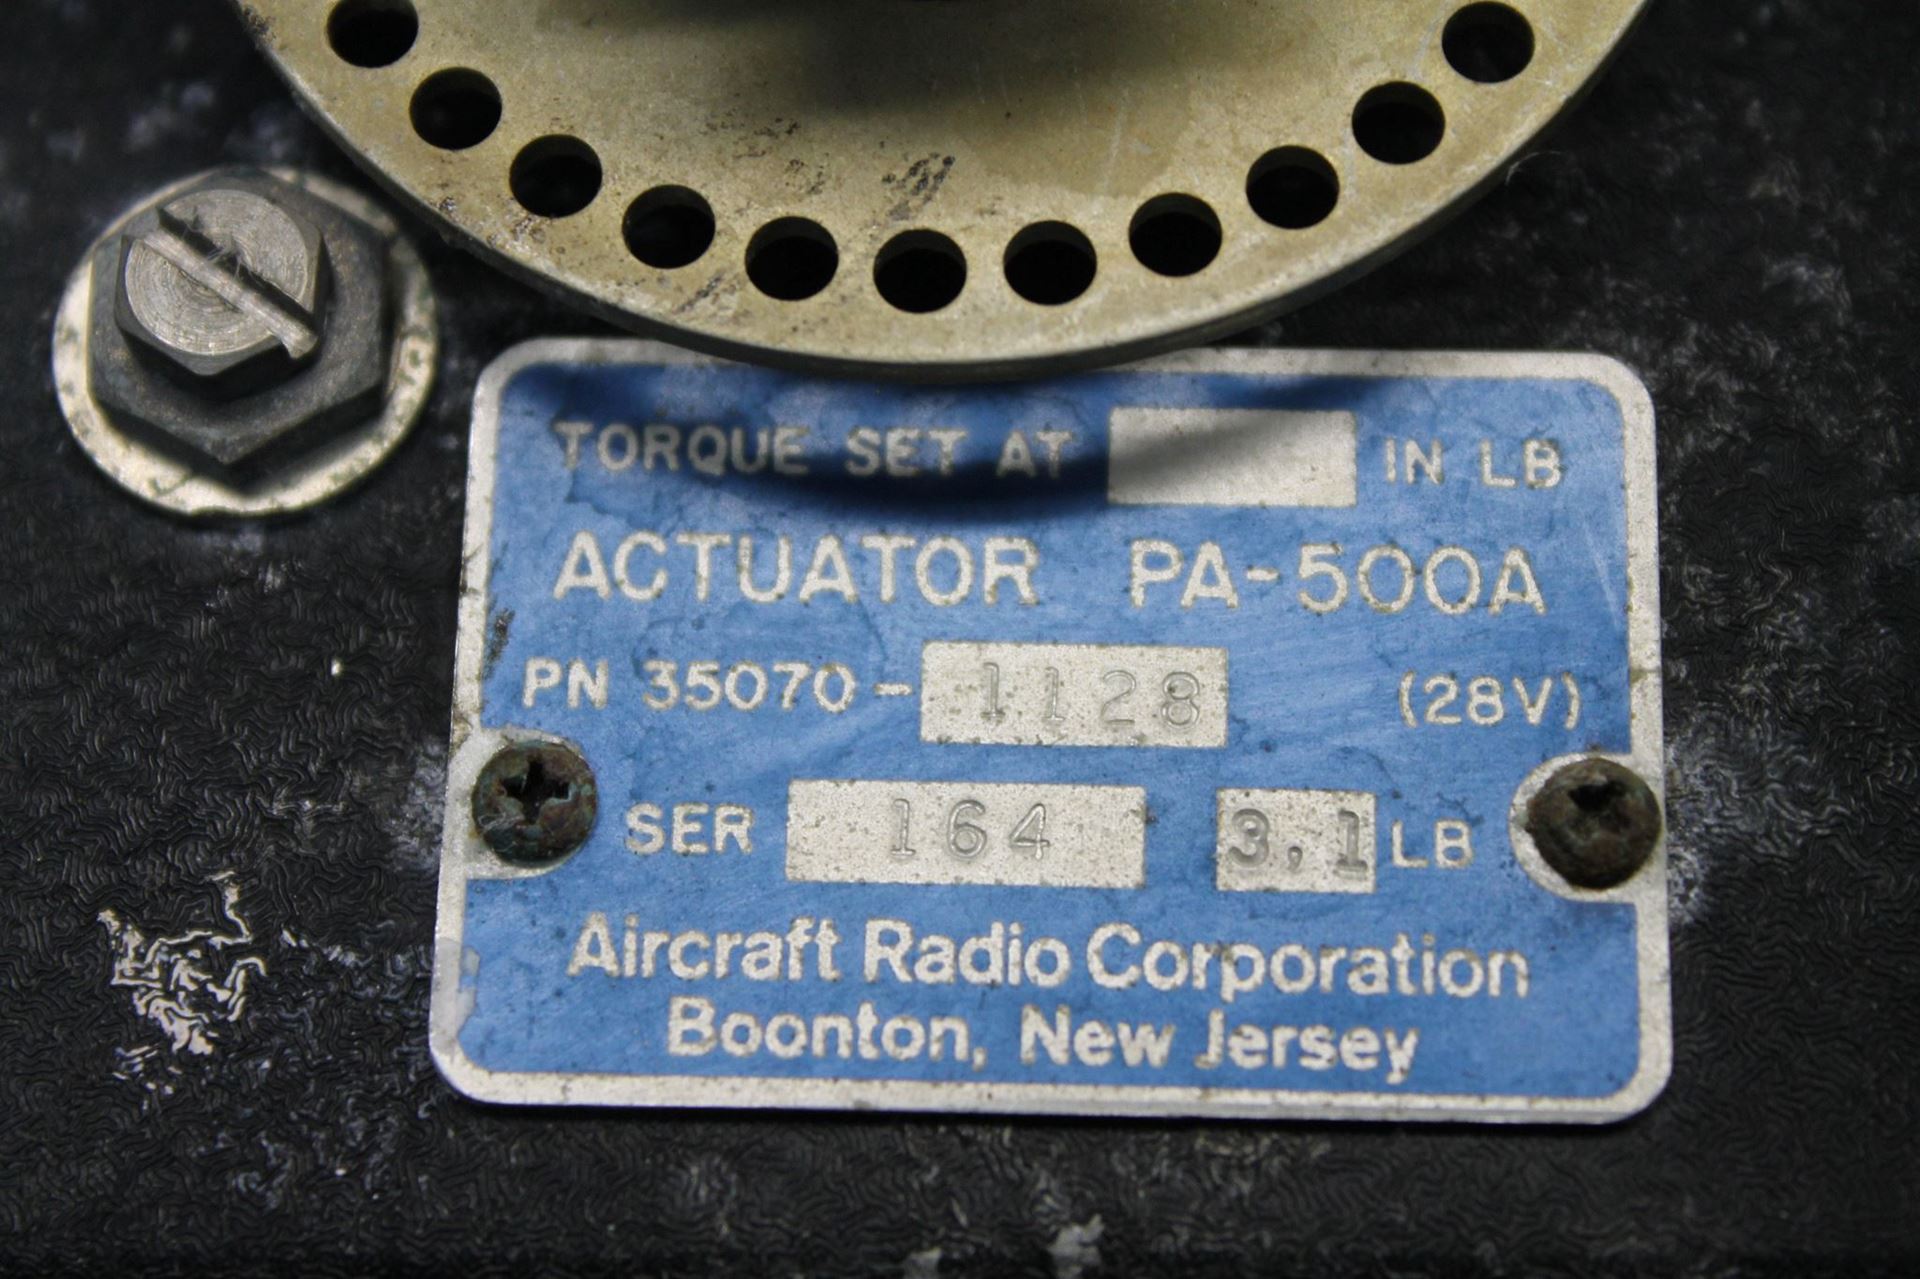 TORQUE SET AT IN LB
ACTUATOR PA-500A
PN 35070-1128 (28V)
SER 164 3,1 LB
Aircraft Radio Corporation
Boonton, New Jersey